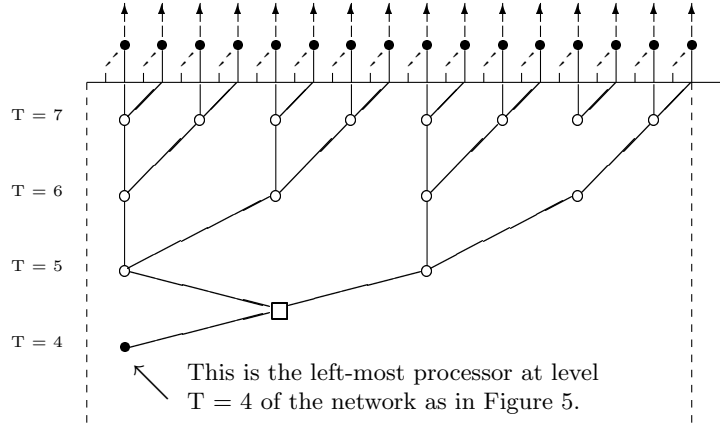 T = 7
T = 6
T = 5
T = 4
This is the left-most processor at level
T = 4 of the network as in Figure 5.